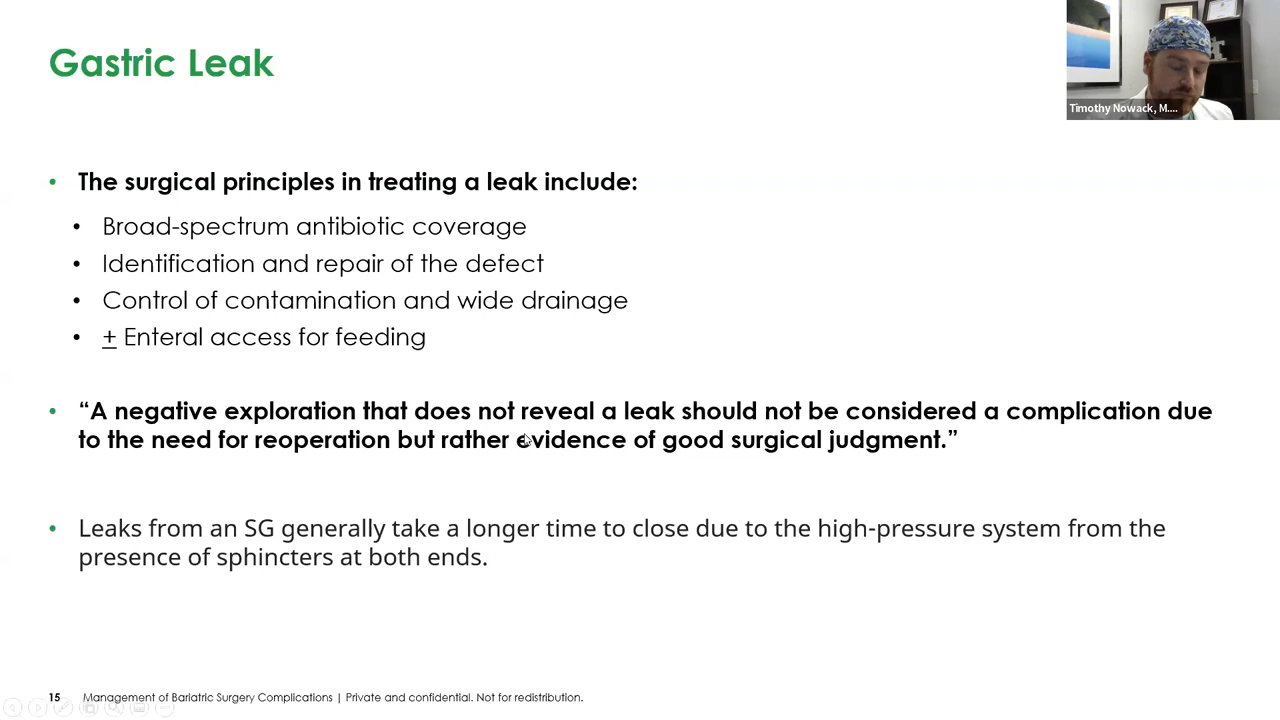 Gastric Leak
Timothy Nowack, M....
• The surgical principles in treating a leak include:
• Broad-spectrum antibiotic coverage
• Identification and repair of the defect
• Control of contamination and wide drainage
• + Enteral access for feeding
• “A negative exploration that does not reveal a leak should not be considered a complication due
to the need for reoperation but rather evidence of good surgical judgment.”
• Leaks from an SG generally take a longer time to close due to the high-pressure system from the
presence of sphincters at both ends.
15 Management of Bariatric Surgery Complications | Private and confidential. Not for redistribution.